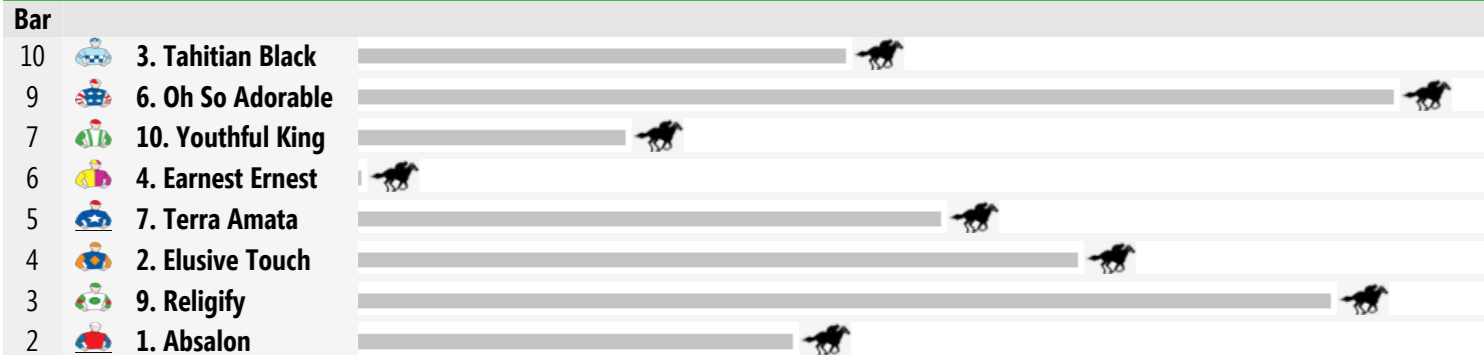 Bar
10 3. Tahitian Black
9 6. Oh So Adorable
7 10. Youthful King
6 4. Earnest Ernest
5 7. Terra Amata
4 2. Elusive Touch
3 9. Religify
2 1. Absalon